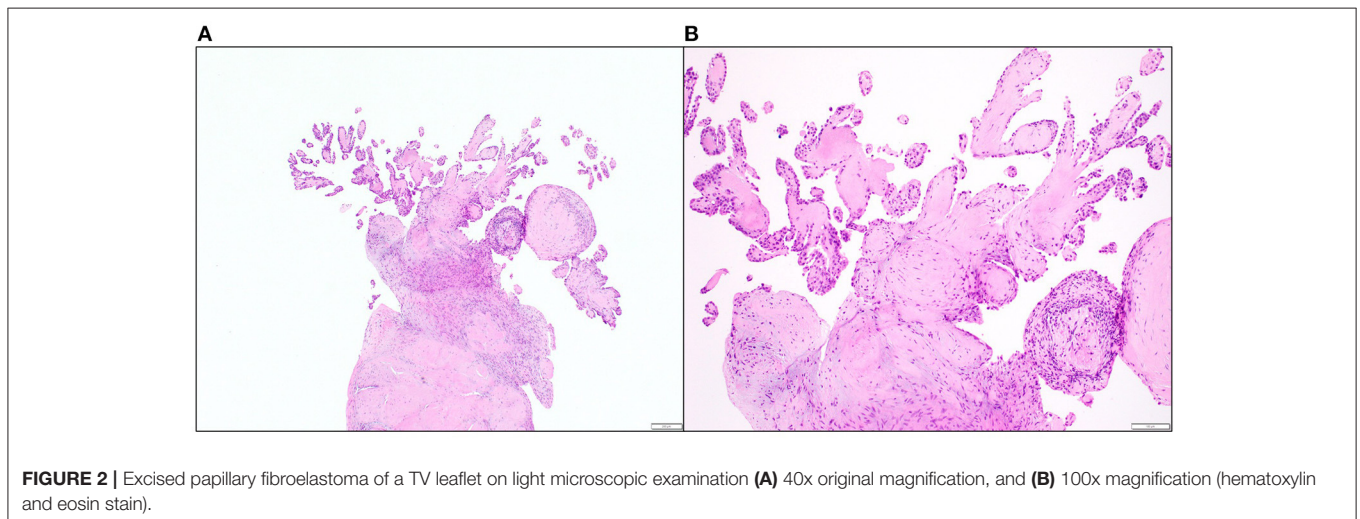 A
B
FIGURE 2 | Excised papillary fibroelastoma of a TV leaflet on light microscopic examination (A) 40x original magnification, and (B) 100x magnification (hematoxylin
and eosin stain).